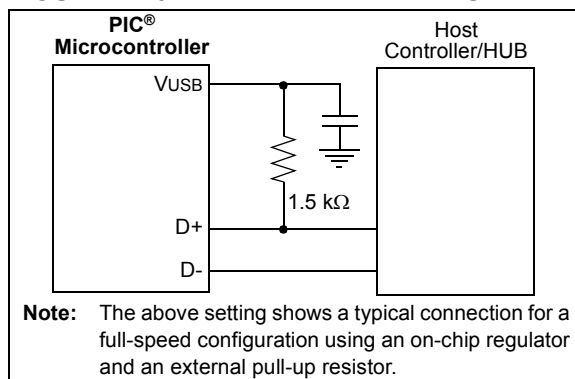 PIC®
Microcontroller
Host
Controller/HUB
VUSB
1.5 kΩ
D+
D-
Note: The above setting shows a typical connection for a
full-speed configuration using an on-chip regulator
and an external pull-up resistor.